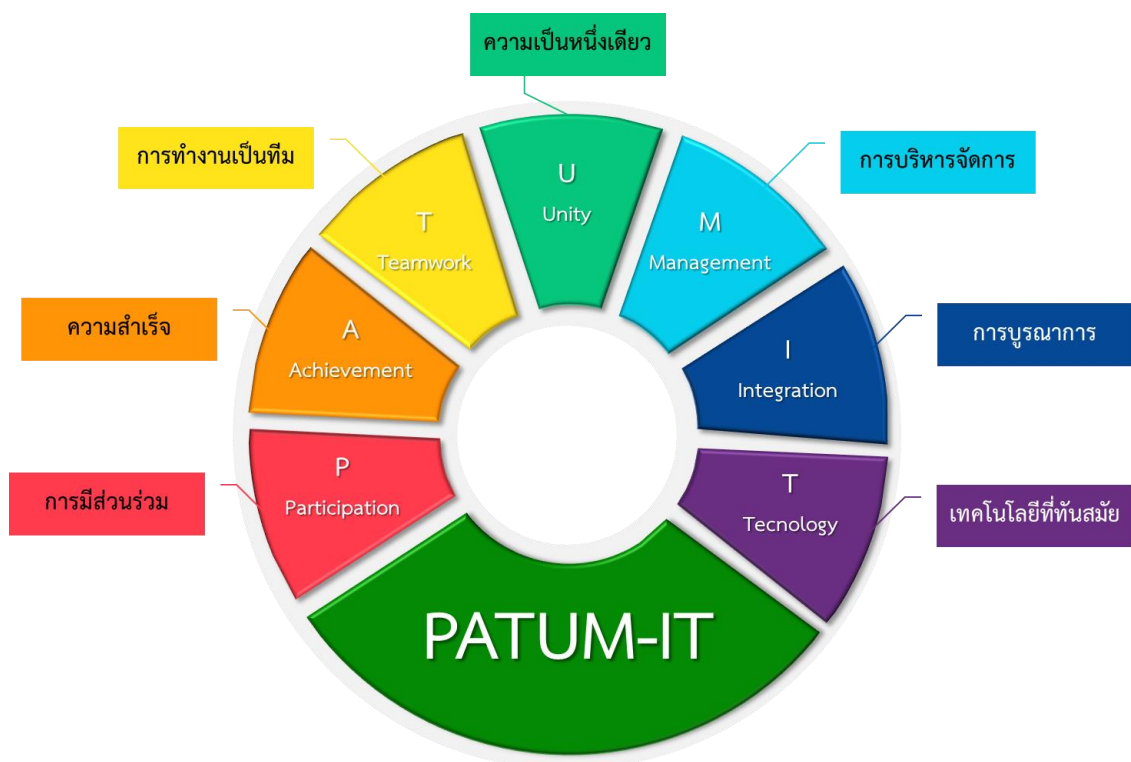 ความเป็นหนึ่งเดียว
การทำงานเป็นทีม
การบริหารจัดการ
U
Unity
T
Teamwork
M
Management
ความสำเร็จ
A
Achievement
I
Integration
การบูรณาการ
การมีส่วนร่วม
P
Participation
T
Tecnology
เทคโนโลยีที่ทันสมัย
PATUM-IT